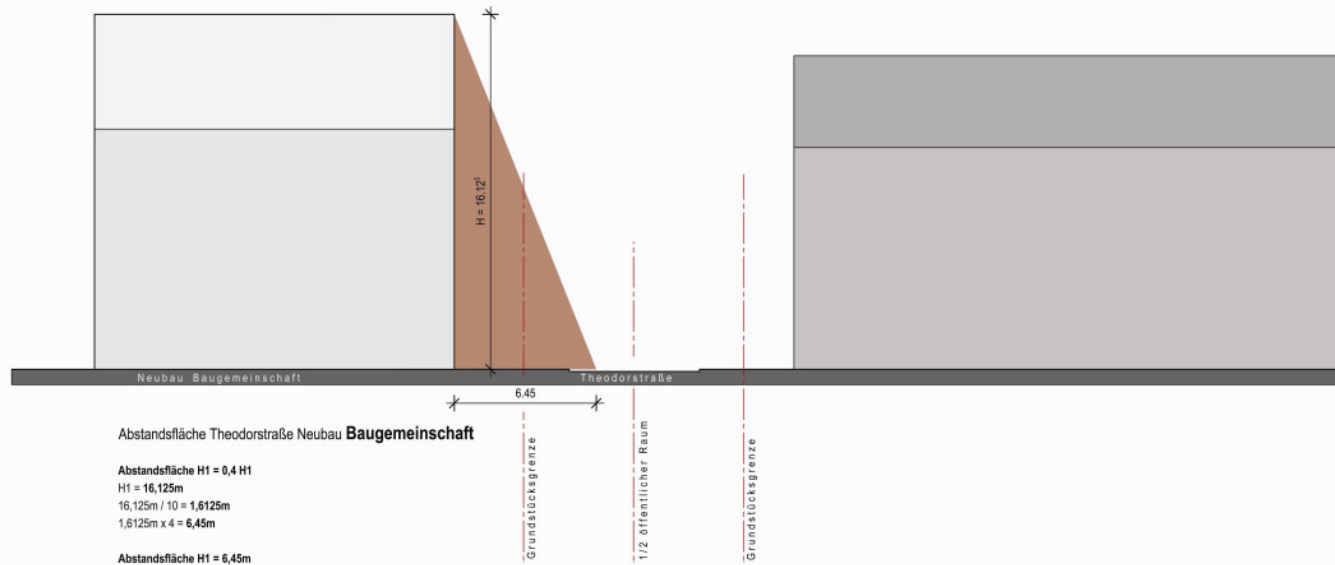 H = 16.12⁵
Neubau Baugemeinschaft
Theodorstraße
6.45
Abstandsfläche Theodorstraße Neubau Baugemeinschaft
Abstandsfläche H1 = 0,4 H1
H1 = 16,125m
16,125m / 10 = 1,6125m
1,6125m x 4 = 6,45m
Abstandsfläche H1 = 6,45m
Grundstücksgrenze
1/2 öffentlicher Raum
Grundstücksgrenze